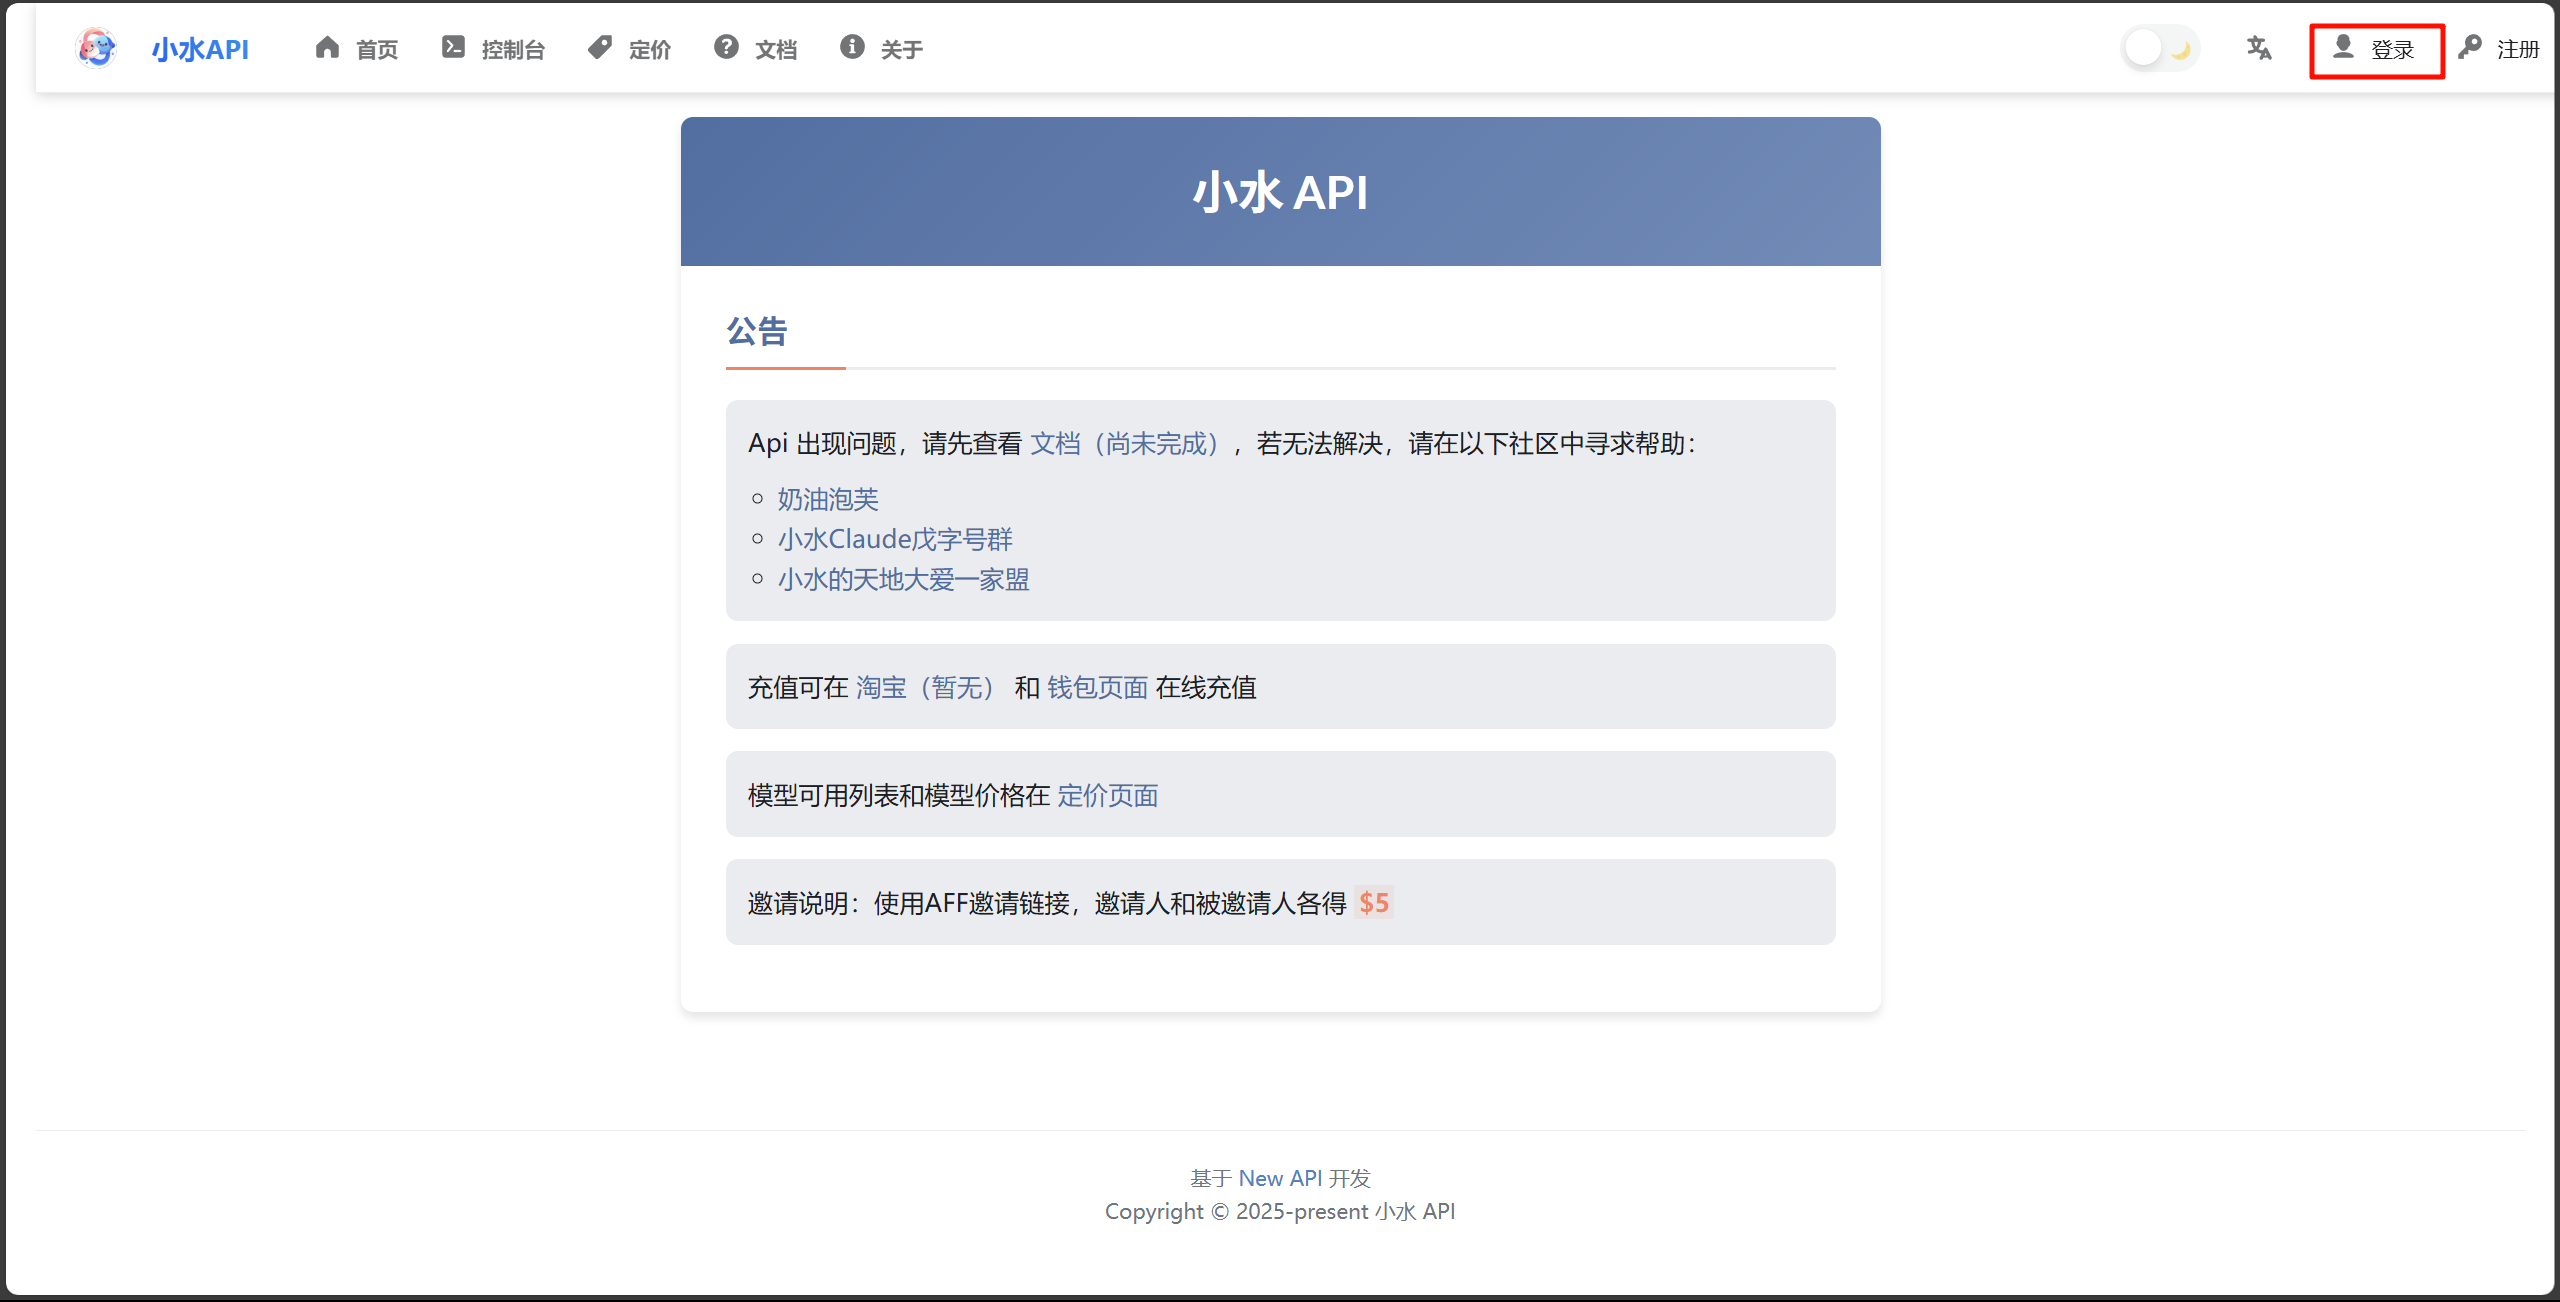 小水API 首页 控制台 定价 文档 关于 登录 注册
小水 API
公告
Api 出现问题，请先查看 文档（尚未完成），若无法解决，请在以下社区中寻求帮助：
奶油泡芙
小水Claude戊字号群
小水的天地大爱一家盟
充值可在 淘宝（暂无） 和 钱包页面 在线充值
模型可用列表和模型价格在 定价页面
邀请说明：使用AFF邀请链接，邀请人和被邀请人各得 $5
基于 New API 开发
Copyright © 2025-present 小水 API